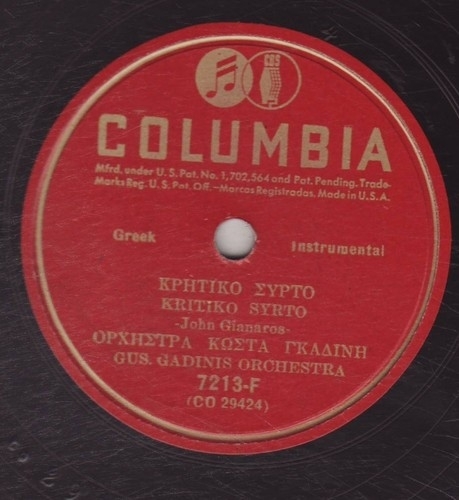 CBS
COLUMBIA
Mfrd. under U. S. Pat. No. 1,702,564 and Pat. Pending. Trade-
Marks Reg. U. S. Pat. Off. –Marcas Registradas. Made in U. S. A.
Greek Instrumental
ΚΡΗΤΙΚΟ ΣΥΡΤΟ
KRITIKO SYRTO
-John Gianaros-
ΟΡΧΗΣΤΡΑ ΚΩΣΤΑ ΓΚΑΔΙΝΗ
GUS. GADINIS ORCHESTRA
7213-F
(CO 29424)